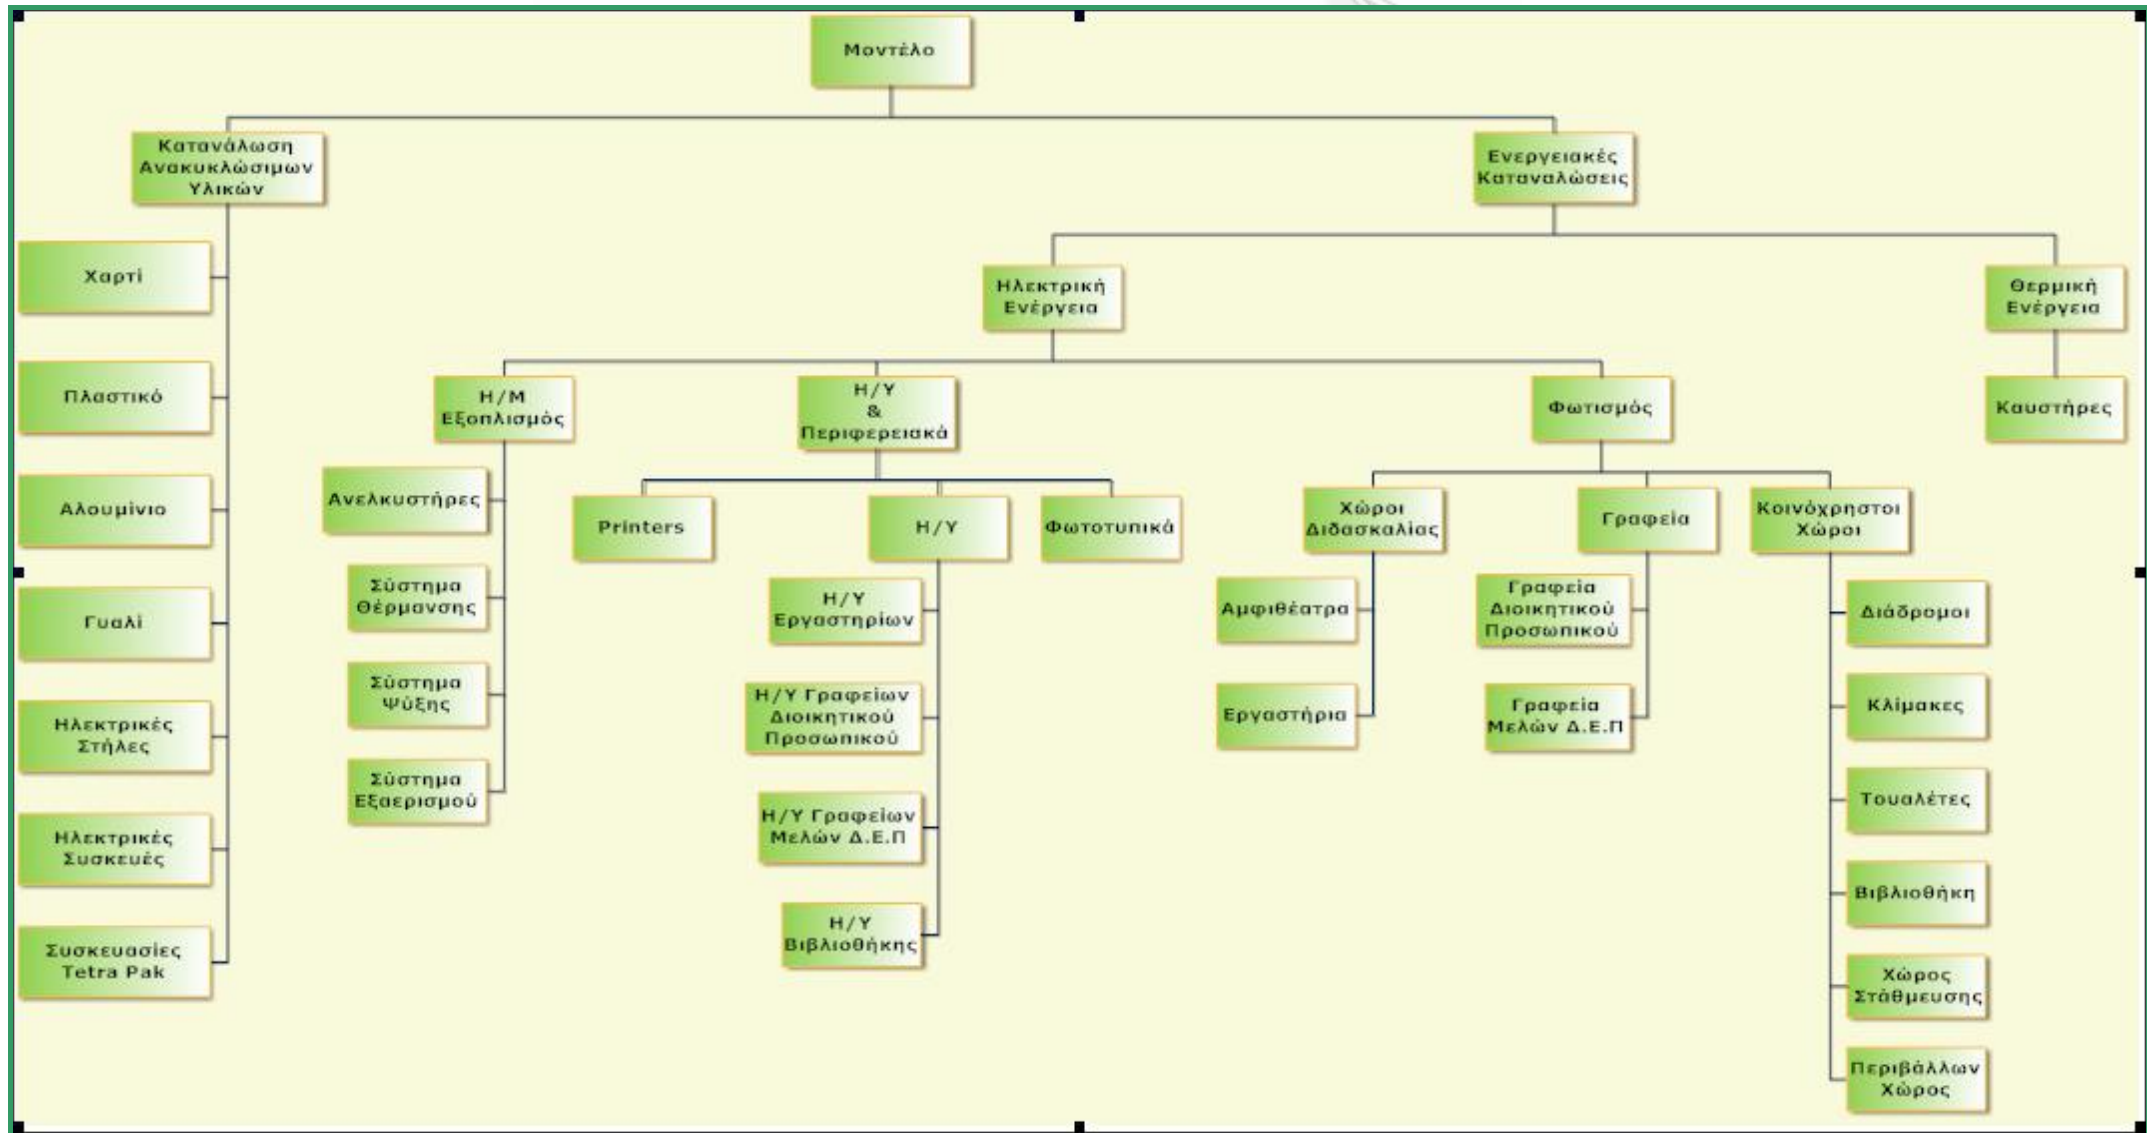 Μοντέλο
Κατανάλωση
Ανακυκλώσιμων
Υλικών
Ενεργειακές
Καταναλώσεις
Χαρτί
Πλαστικό
Αλουμίνιο
Γυαλί
Ηλεκτρικές
Στήλες
Ηλεκτρικές
Συσκευές
Συσκευασίες
Tetra Pak
Ηλεκτρική
Ενέργεια
Θερμική
Ενέργεια
Η/Μ
Εξοπλισμός
Η/Υ
&
Περιφερειακά
Φωτισμός
Καυστήρες
Ανελκυστήρες
Σύστημα
Θέρμανσης
Σύστημα
Ψύξης
Σύστημα
Εξαερισμού
Printers
Η/Υ
Φωτοτυπικά
Η/Υ
Εργαστηρίων
Η/Υ Γραφείων
Διοικητικού
Προσωπικού
Η/Υ Γραφείων
Μελών Δ.Ε.Π
Η/Υ
Βιβλιοθήκης
Χώροι
Διδασκαλίας
Γραφεία
Κοινόχρηστοι
Χώροι
Αμφιθέατρα
Εργαστήρια
Γραφεία
Διοικητικού
Προσωπικού
Γραφεία
Μελών Δ.Ε.Π
Διάδρομοι
Κλίμακες
Τουαλέτες
Βιβλιοθήκη
Χώρος
Στάθμευσης
Περιβάλλων
Χώρος